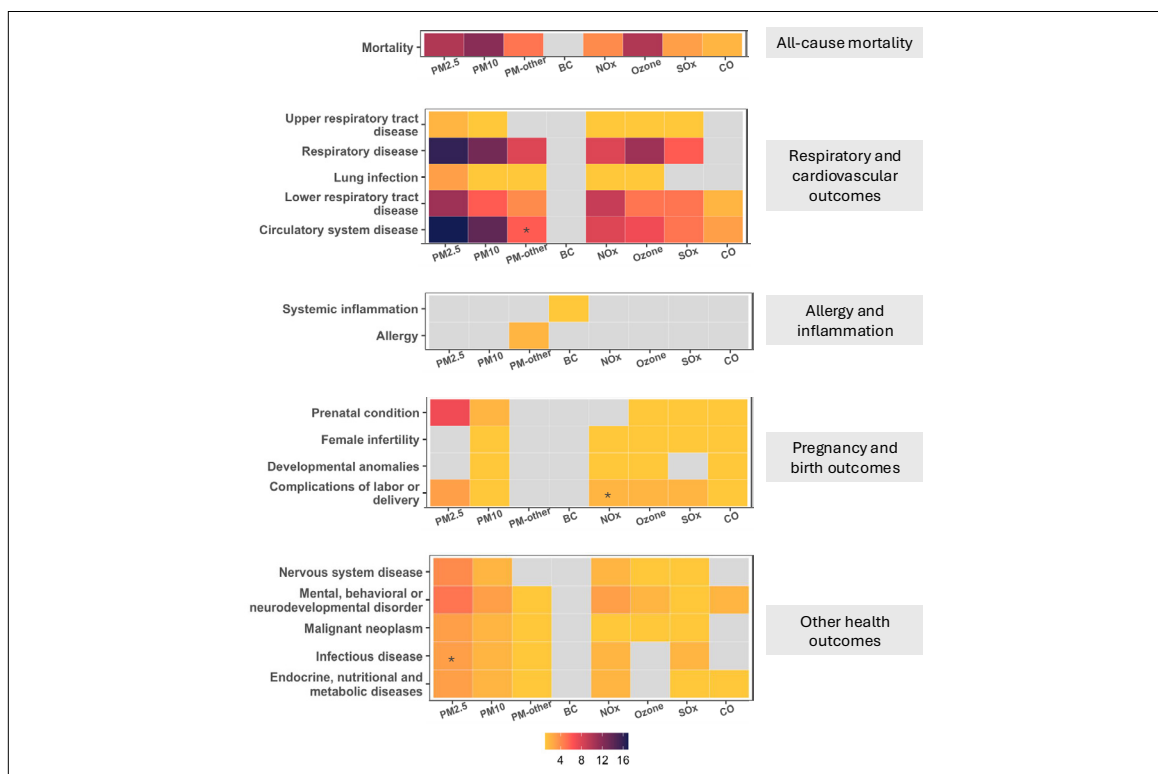 Mortality
PM2.5 PM10 PM-other BC NOx Ozone SOx CO
All-cause mortality
Upper respiratory tract
disease
Respiratory disease
Lung infection
Lower respiratory tract
disease
Circulatory system disease
*
PM2.5 PM10 PM-other BC NOx Ozone SOx CO
Respiratory and
cardiovascular
outcomes
Systemic inflammation
Allergy
PM2.5 PM10 PM-other BC NOx Ozone SOx CO
Allergy and
inflammation
Prenatal condition
Female infertility
Developmental anomalies
Complications of labor or
delivery
*
PM2.5 PM10 PM-other BC NOx Ozone SOx CO
Pregnancy and
birth outcomes
Nervous system disease
Mental, behavioral or
neurodevelopmental disorder
Malignant neoplasm
Infectious disease
*
Endocrine, nutritional and
metabolic diseases
PM2.5 PM10 PM-other BC NOx Ozone SOx CO
Other health
outcomes
4 8 12 16